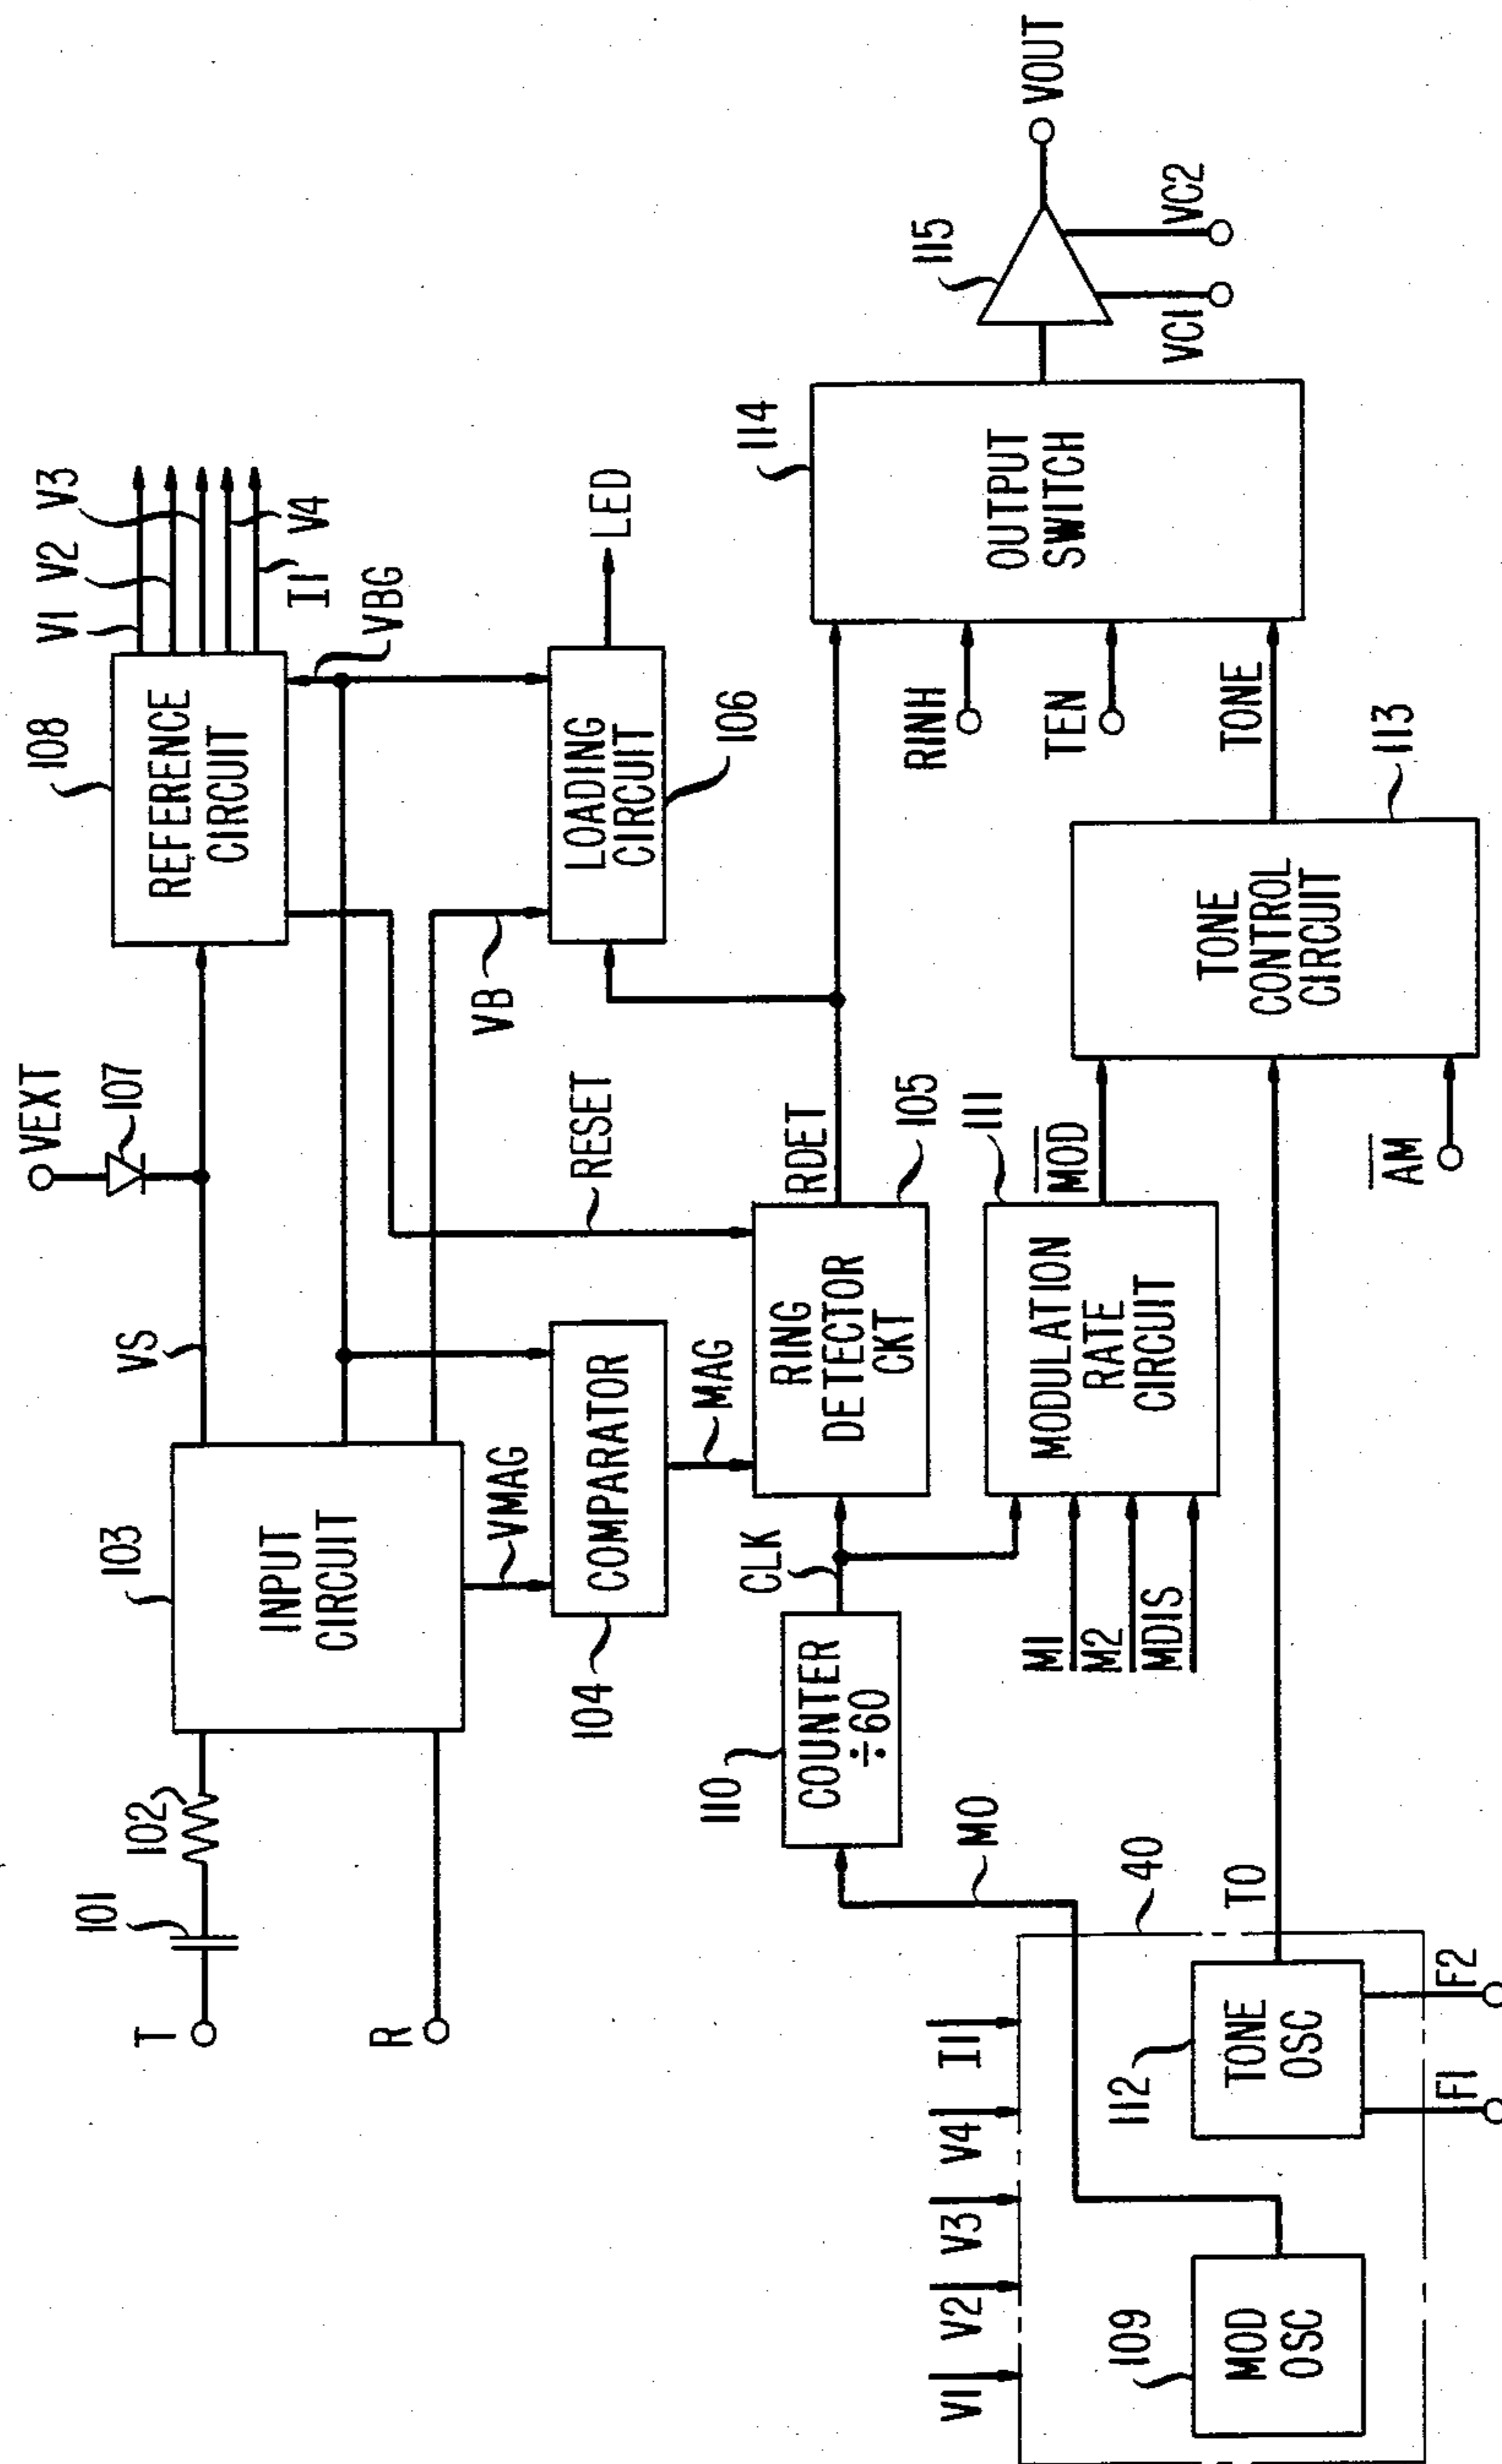 T
101
102
R
103
INPUT
CIRCUIT
VS
VEXT
107
108
REFERENCE
CIRCUIT
V1
V2
V3
V4
I1
VBG
VMAG
104
COMPARATOR
MAG
RESET
VB
LOADING
CIRCUIT
106
LED
110
COUNTER
÷60
CLK
RING
DETECTOR
CKT
105
RDET
M1
M2
MDIS
MODULATION
RATE
CIRCUIT
111
MOD
AM
TONE
CONTROL
CIRCUIT
113
TONE
RINH
TEN
114
OUTPUT
SWITCH
115
VC1
VC2
VOUT
V1
V2
V3
V4
I1
40
MO
109
MOD
OSC
112
TONE
OSC
TO
F1
F2